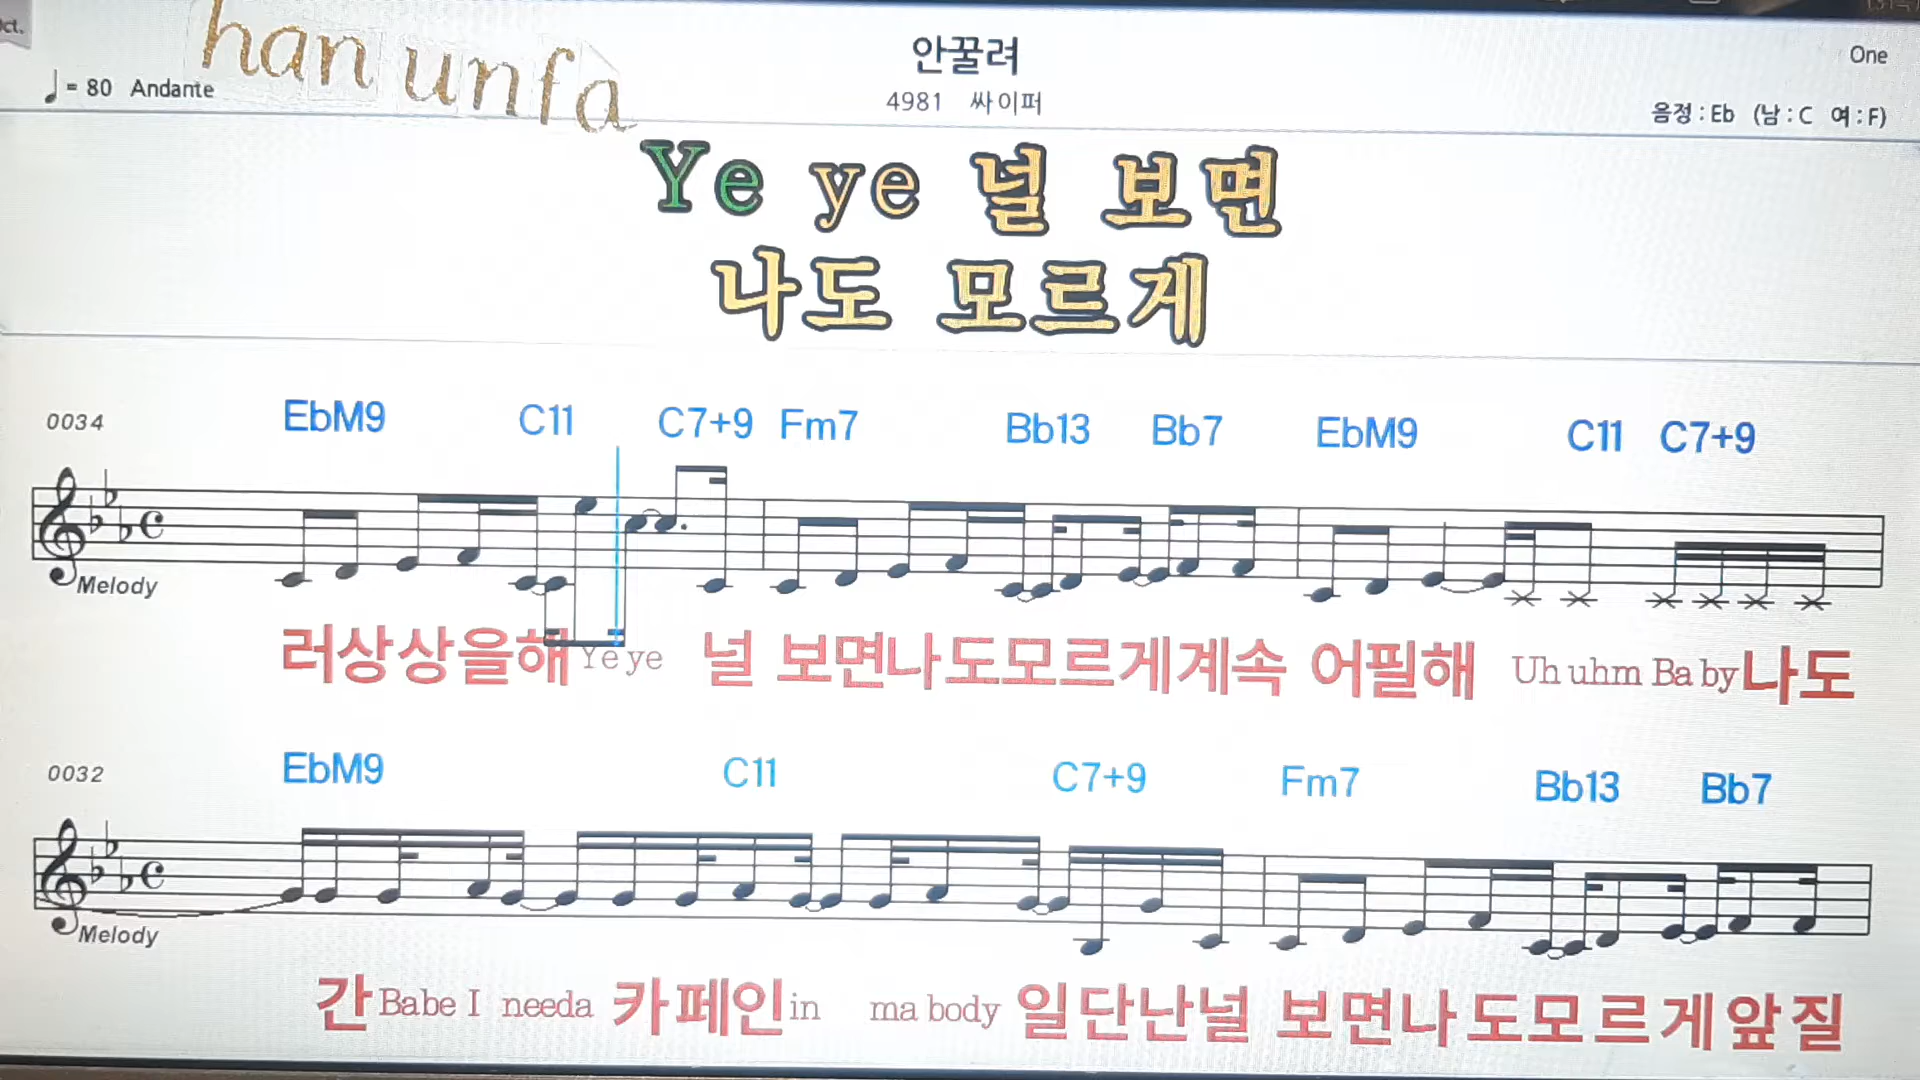 han unfa
♩= 80 Andante
안꿀려
4981 싸이퍼
One
음정 : Eb (남 : C 여 : F)
Ye ye 널 보면
나도 모르게
0034 EbM9 C11 C7+9 Fm7 Bb13 Bb7 EbM9 C11 C7+9
Melody
러상상을해 Ye ye 널 보면나도모르게계속 어필해 Uh uhm Ba by 나도
0032 EbM9 C11 C7+9 Fm7 Bb13 Bb7
Melody
간 Babe I needa 카페인 in ma body 일단난널 보면나도모르게앞질